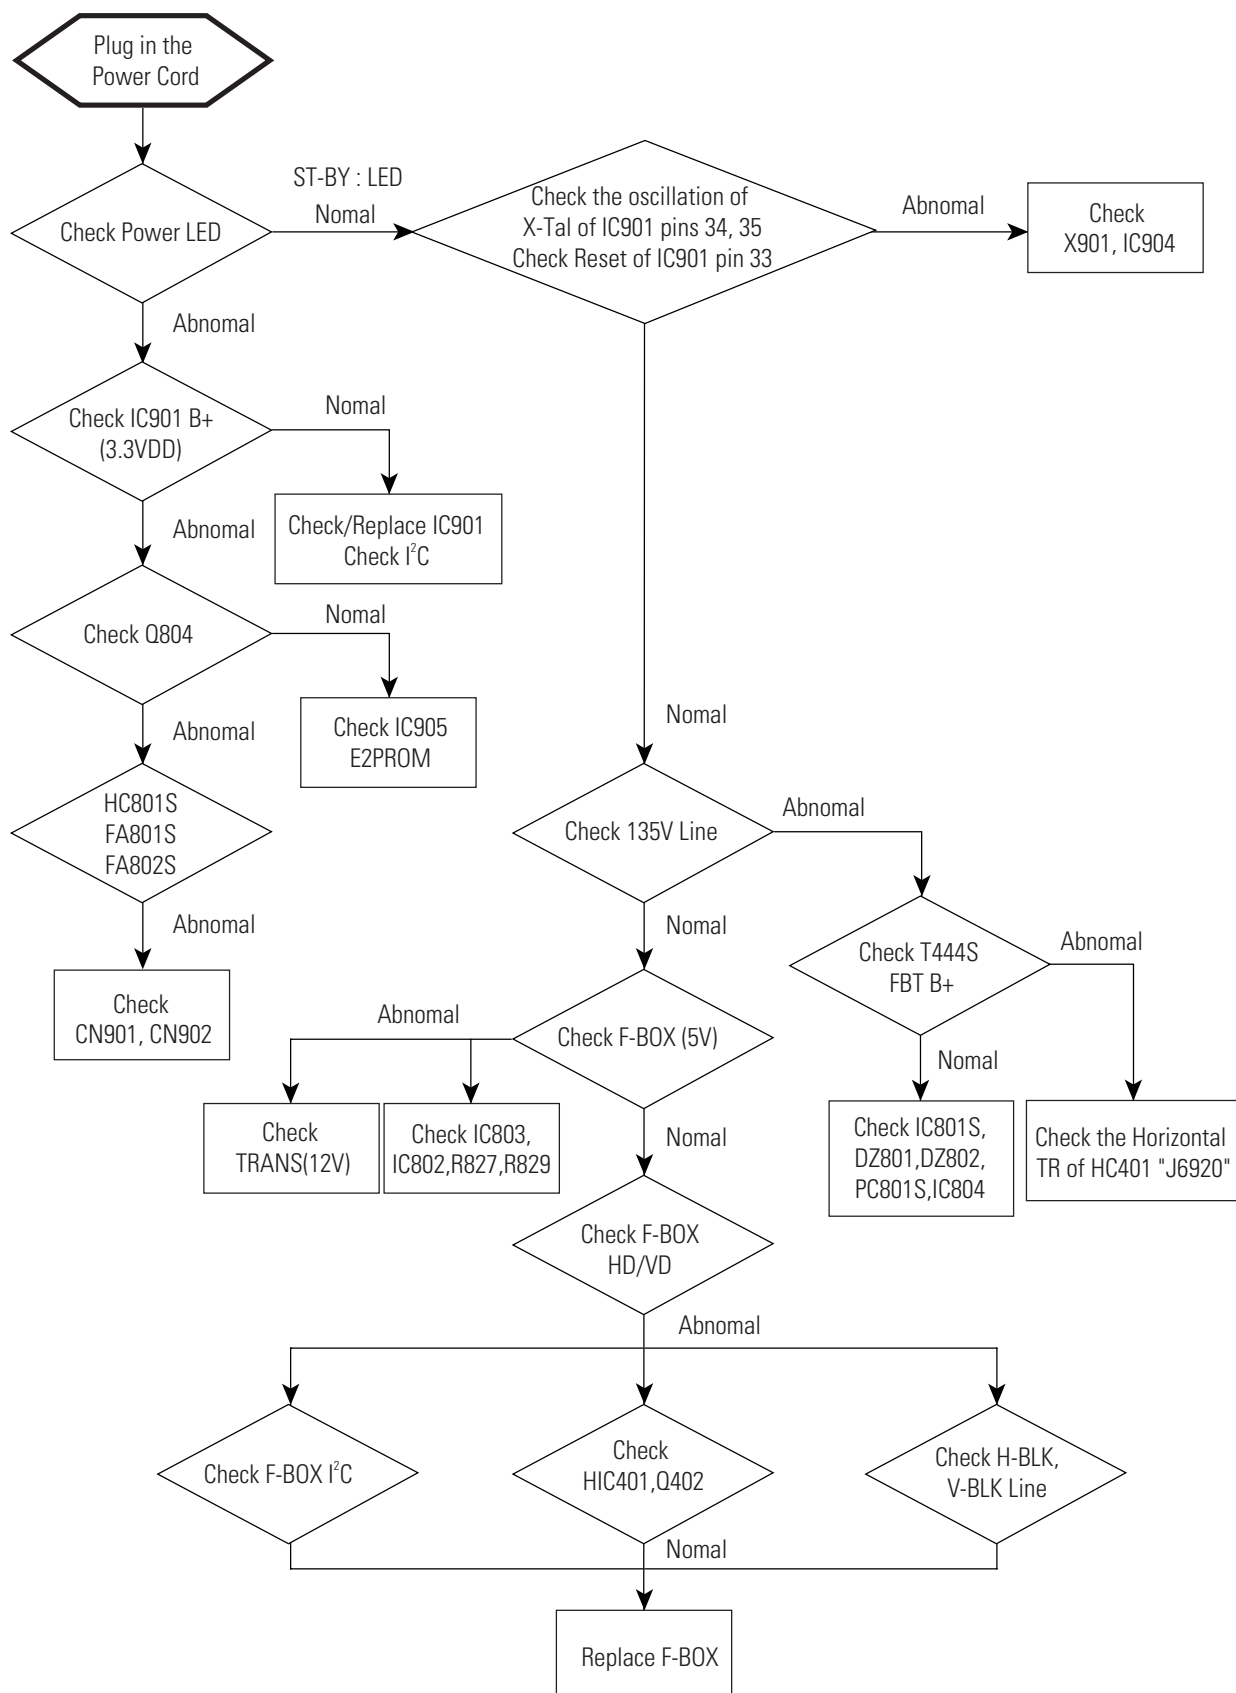 Plug in the
Power Cord
ST-BY : LED
Nomal
Check Power LED
Check the oscillation of
X-Tal of IC901 pins 34, 35
Check Reset of IC901 pin 33
Abnomal
Check
X901, IC904
Abnomal
Check IC901 B+
(3.3VDD)
Nomal
Check/Replace IC901
Check I²C
Abnomal
Check Q804
Nomal
Check IC905
E2PROM
Abnomal
HC801S
FA801S
FA802S
Abnomal
Check
CN901, CN902
Nomal
Check 135V Line
Abnomal
Check T444S
FBT B+
Abnomal
Check the Horizontal
TR of HC401 "J6920"
Nomal
Check IC801S,
DZ801,DZ802,
PC801S,IC804
Nomal
Check F-BOX (5V)
Abnomal
Check
TRANS(12V)
Check IC803,
IC802,R827,R829
Nomal
Check F-BOX
HD/VD
Abnomal
Check F-BOX I²C
Check
HIC401,Q402
Check H-BLK,
V-BLK Line
Nomal
Replace F-BOX